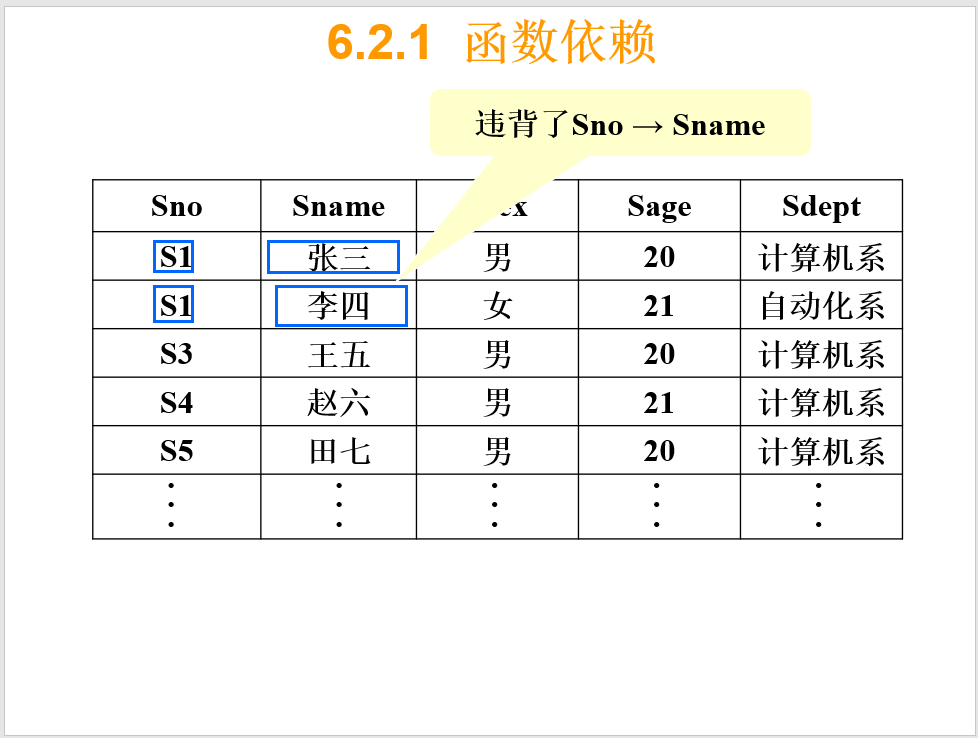 6.2.1 函数依赖
违背了Sno → Sname
Sno Sname ex Sage Sdept
S1 张三 男 20 计算机系
S1 李四 女 21 自动化系
S3 王五 男 20 计算机系
S4 赵六 男 21 计算机系
S5 田七 男 20 计算机系
⋮ ⋮ ⋮ ⋮ ⋮